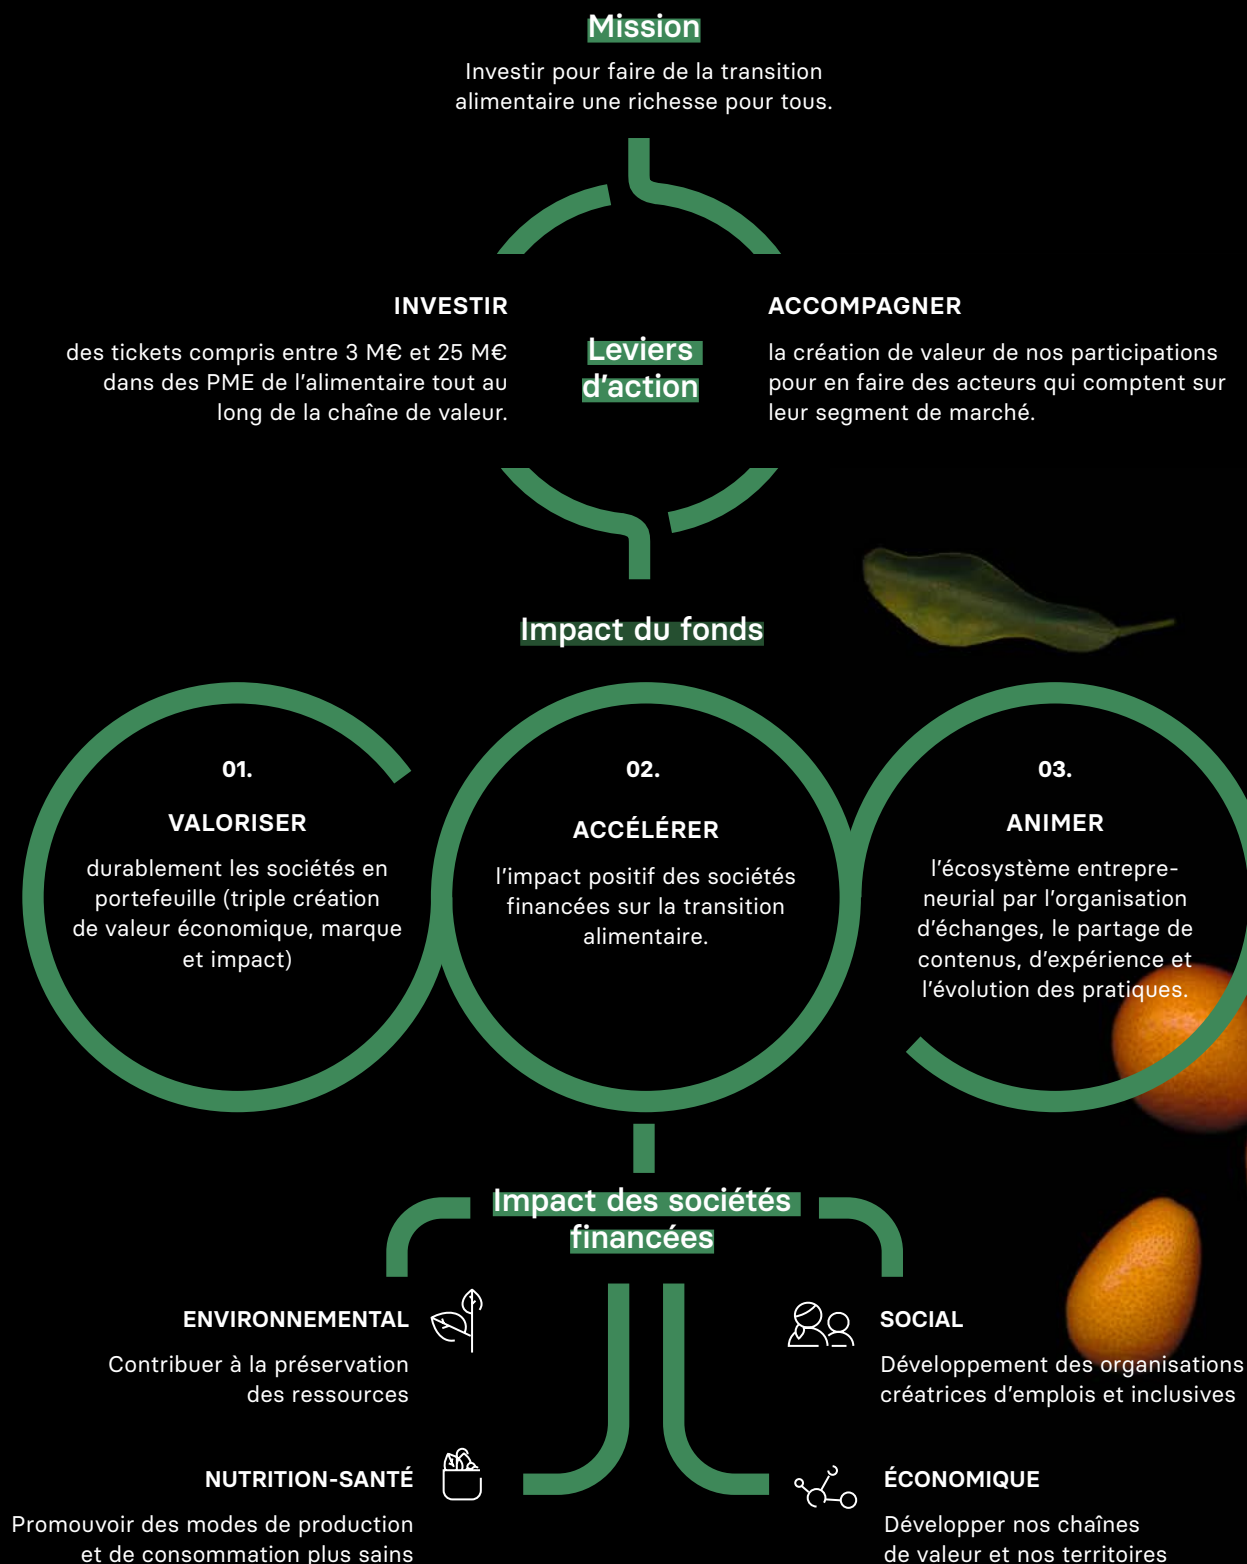 Mission
Investir pour faire de la transition
alimentaire une richesse pour tous.
INVESTIR
des tickets compris entre 3 M€ et 25 M€
dans des PME de l'alimentaire tout au
long de la chaîne de valeur.
Leviers
d'action
ACCOMPAGNER
la création de valeur de nos participations
pour en faire des acteurs qui comptent sur
leur segment de marché.
Impact du fonds
01.
VALORISER
durablement les sociétés en
portefeuille (triple création
de valeur économique, marque
et impact)
02.
ACCÉLÉRER
l'impact positif des sociétés
financées sur la transition
alimentaire.
03.
ANIMER
l'écosystème entrepre-
neurial par l'organisation
d'échanges, le partage de
contenus, d'expérience et
l'évolution des pratiques.
Impact des sociétés
financées
ENVIRONNEMENTAL
Contribuer à la préservation
des ressources
SOCIAL
Développement des organisations
créatrices d'emplois et inclusives
NUTRITION-SANTÉ
Promouvoir des modes de production
et de consommation plus sains
ÉCONOMIQUE
Développer nos chaînes
de valeur et nos territoires